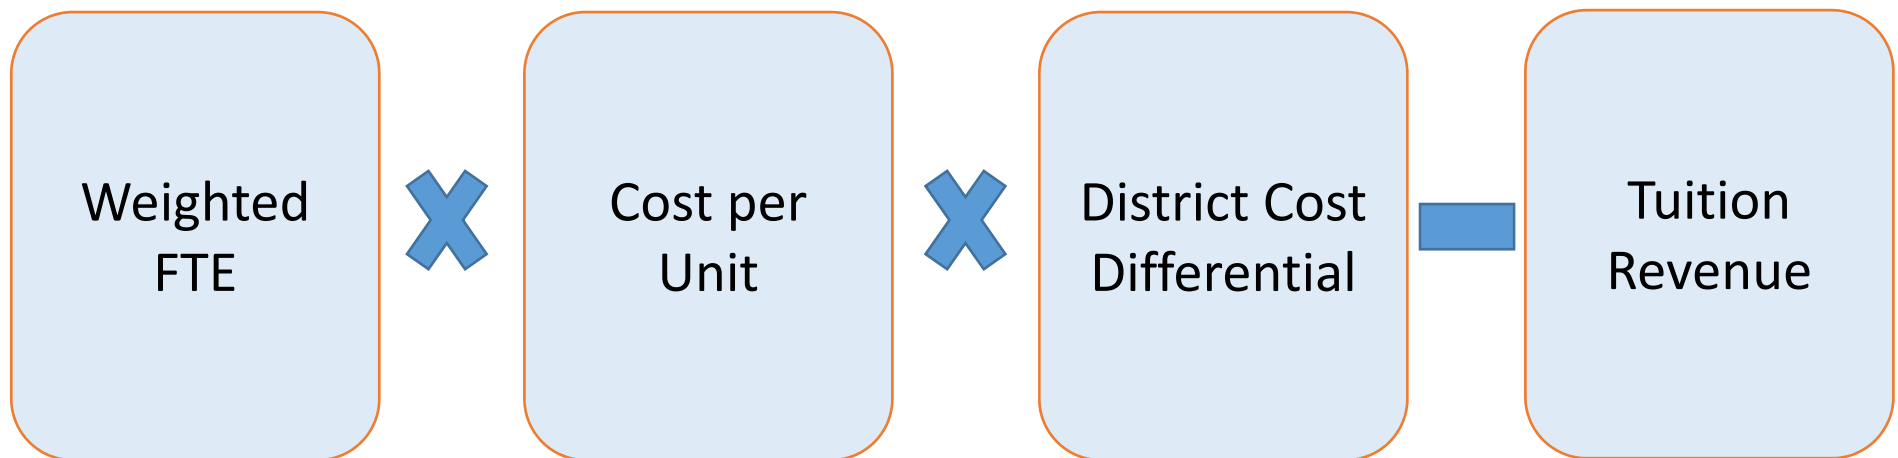 Weighted
FTE
Cost per
Unit
District Cost
Differential
Tuition
Revenue